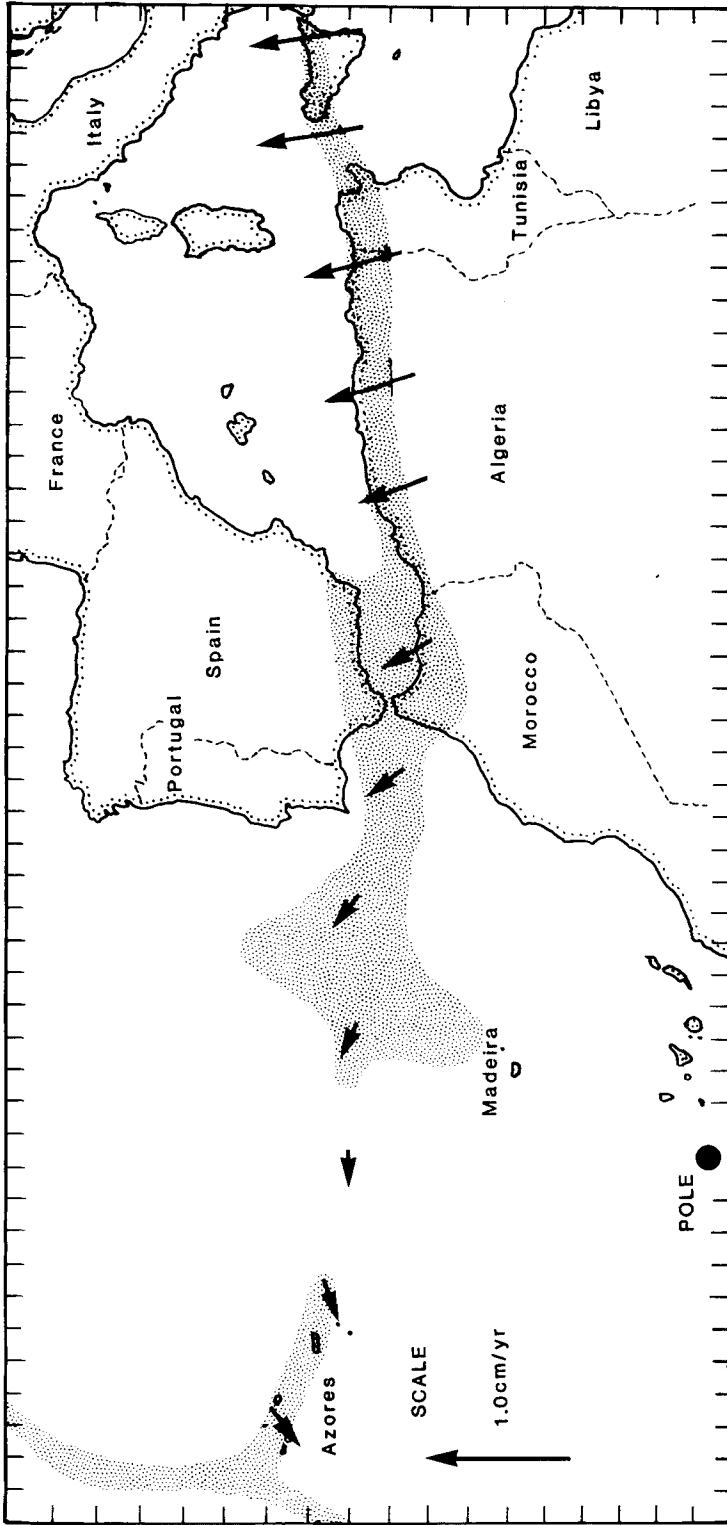 Italy
France
Spain
Portugal
Libya
Tunisia
Algeria
Morocco
Madeira
POLE
Azores
SCALE
1.0cm/yr